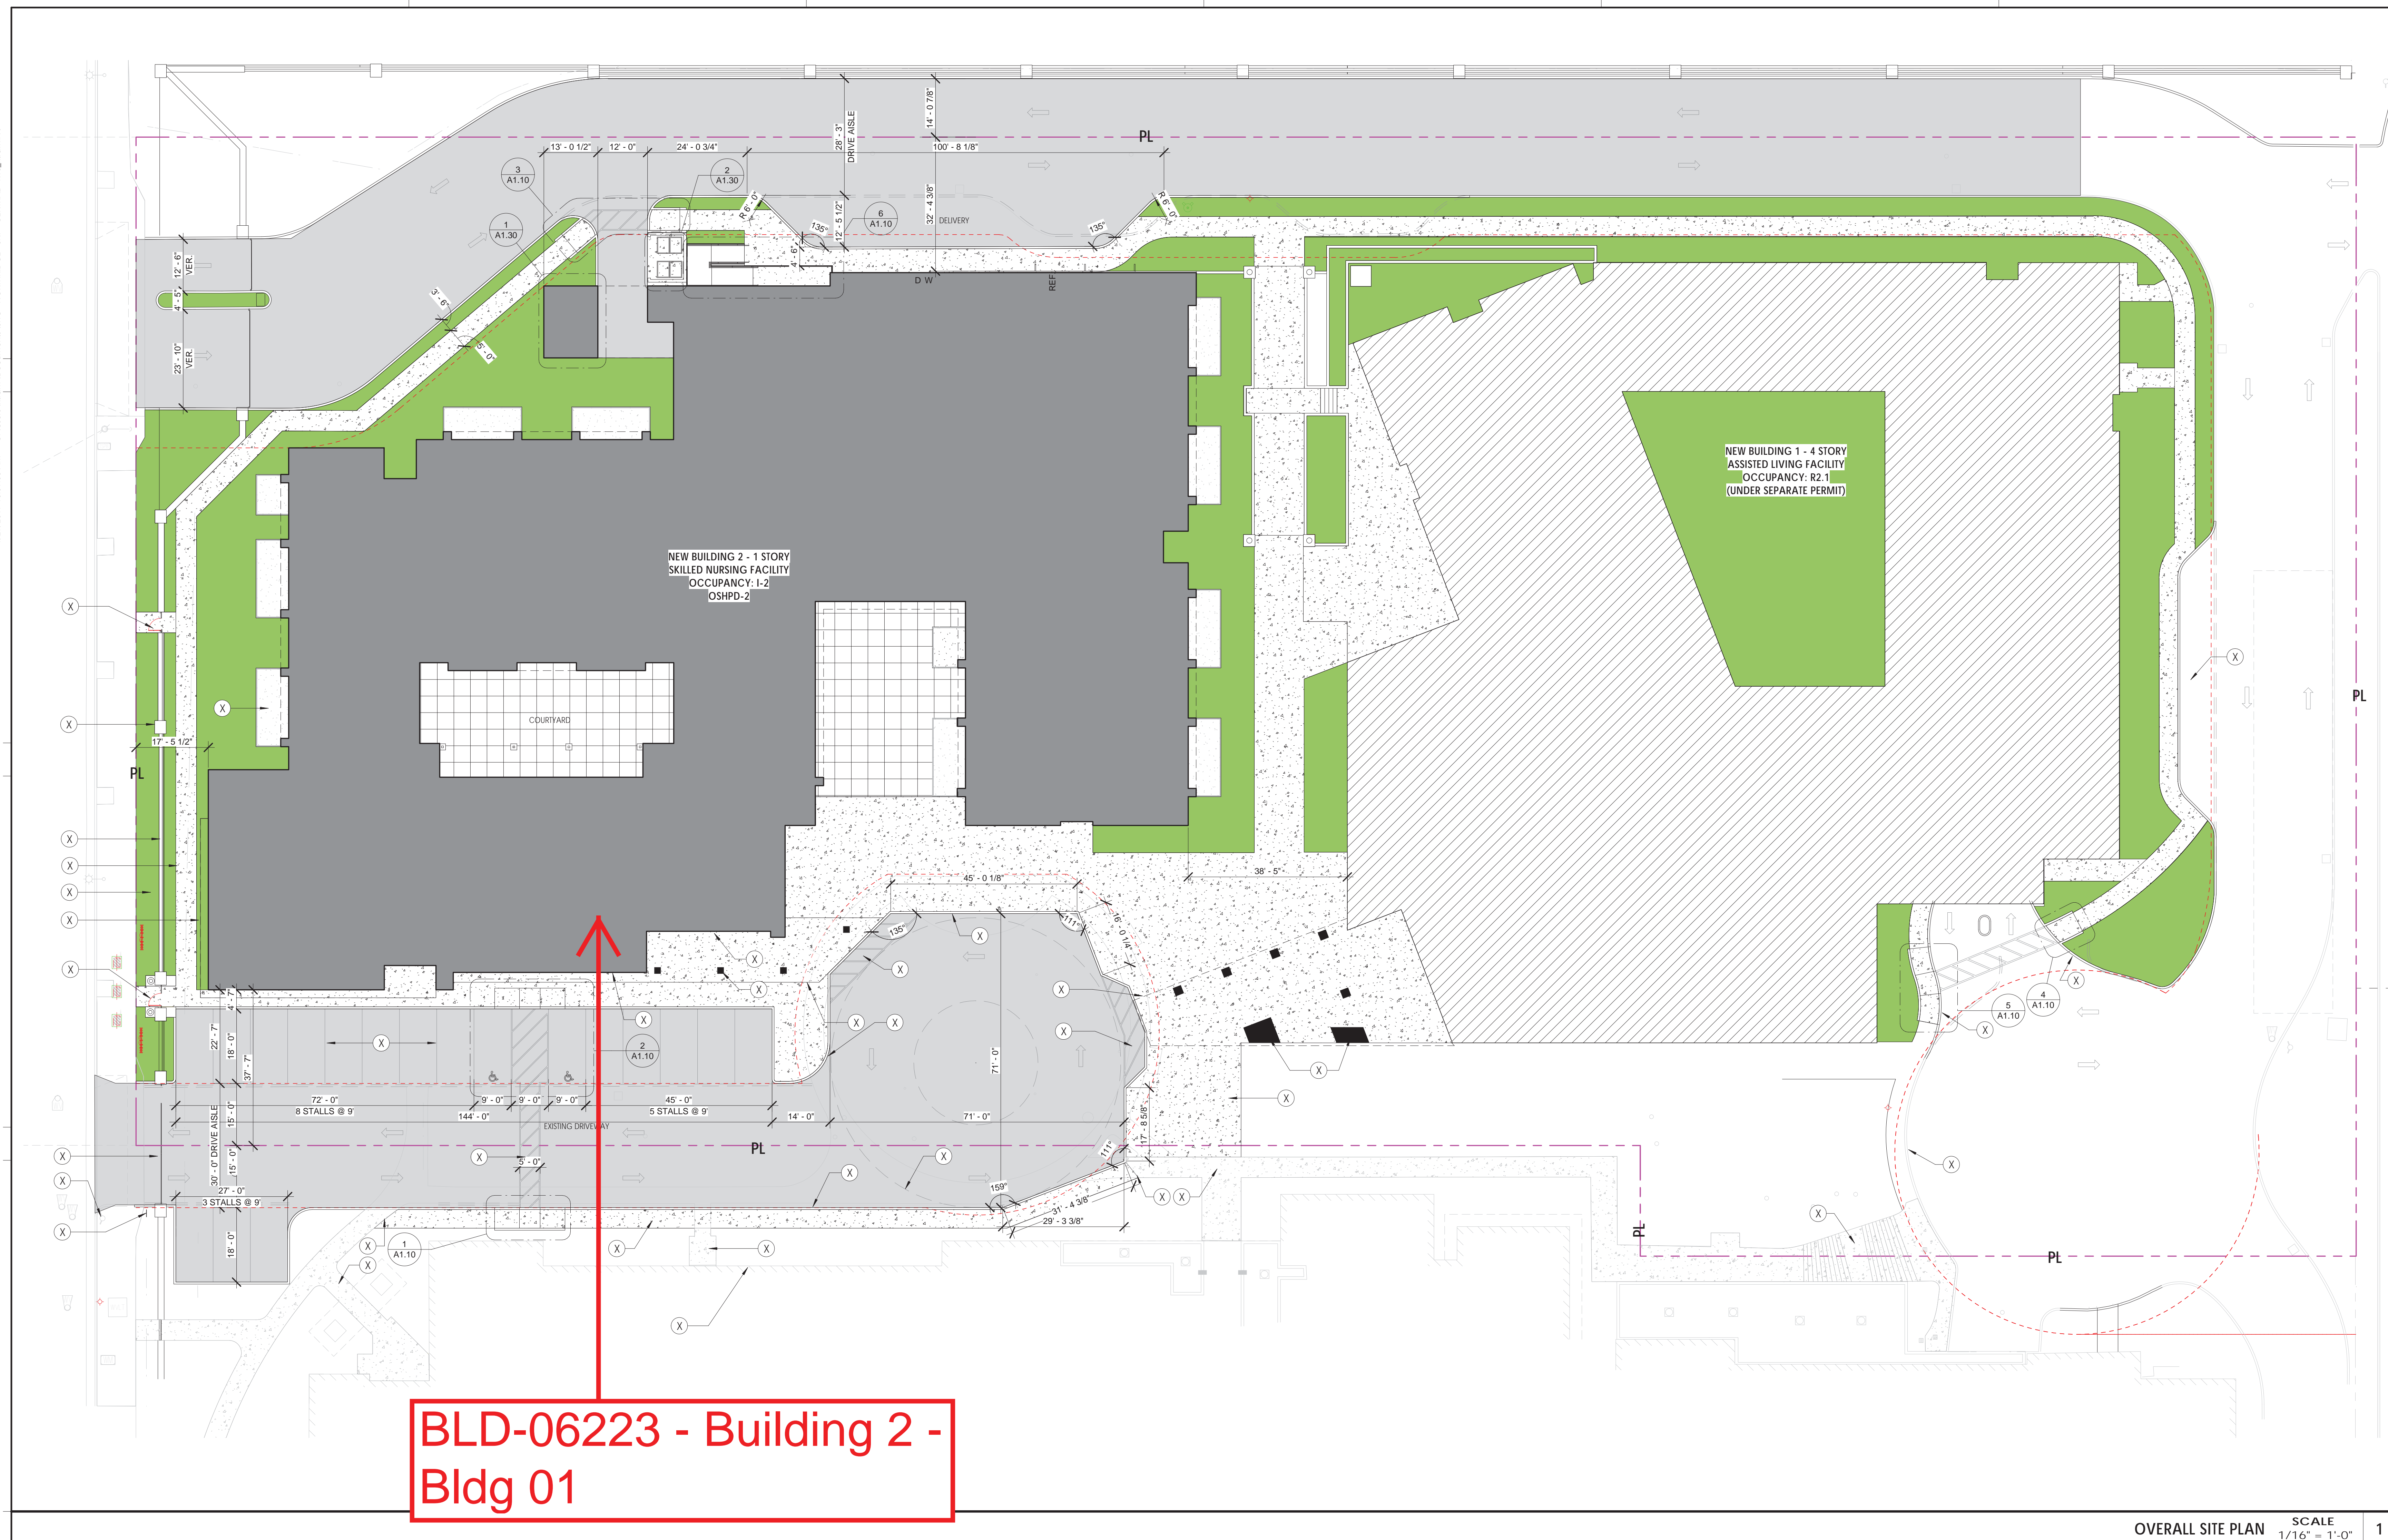 14' - 0 7/8"
28' - 3"
DRIVE AISLE
PL
13' - 0 1/2"
12' - 0"
24' - 0 3/4"
100' - 8 1/8"
3
A1.10
2
A1.30
1
A1.30
R 6' - 0"
135°
12' - 5 1/2"
6
A1.10
32' - 4 3/8"
DELIVERY
135°
R 6' - 0"
4' - 6"
D W
REF.
12' - 6"
VER.
4' - 5"
23' - 10"
VER.
3' - 6"
5' - 0"
NEW BUILDING 1 - 4 STORY
ASSISTED LIVING FACILITY
OCCUPANCY: R2.1
(UNDER SEPARATE PERMIT)
NEW BUILDING 2 - 1 STORY
SKILLED NURSING FACILITY
OCCUPANCY: I-2
OSHPD-2
X
X
PL
X
X
COURTYARD
17' - 5 1/2"
PL
X
X
X
X
X
45' - 0 1/8"
38' - 5"
135°
111°
16' - 0 1/4"
X
X
X
X
X
X
X
X
X
X
X
4
A1.10
5
A1.10
X
X
X
X
2
A1.10
4' - 7"
22' - 7"
18' - 0"
37' - 7"
71' - 0"
72' - 0"
8 STALLS @ 9'
9' - 0"
9' - 0"
9' - 0"
45' - 0"
5 STALLS @ 9'
144' - 0"
14' - 0"
71' - 0"
EXISTING DRIVEWAY
PL
30' - 0" DRIVE AISLE
15' - 0"
15' - 0"
17' - 8 5/8"
111°
X
X
X
X
5' - 0"
X
X
X
X
X
X
27' - 0"
3 STALLS @ 9'
159°
31' - 4 3/8"
29' - 3 3/8"
18' - 0"
X
X
X
1
A1.10
X
X
X
X
PL
PL
BLD-06223 - Building 2 -
Bldg 01
OVERALL SITE PLAN
SCALE
1/16" = 1'-0"
1